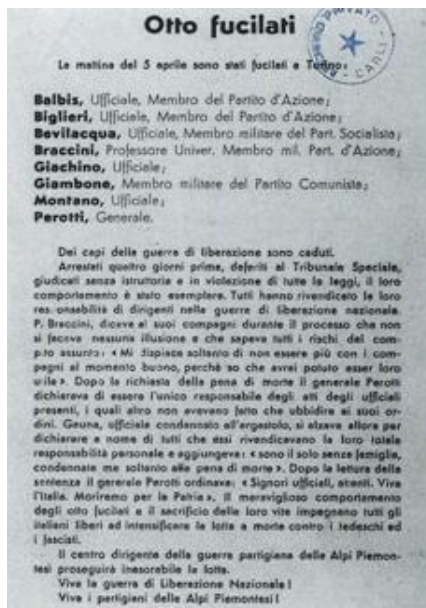 Otto fucilati
ARCHIVIO PRIVATO - CARLI -
La mattina del 5 aprile sono stati fucilati a Torino:
Balbis, Ufficiale, Membro del Partito d'Azione;
Biglieri, Ufficiale, Membro del Partito d'Azione;
Bevilacqua, Ufficiale, Membro militare del Part. Socialista;
Braccini, Professore Univer. Membro mil. Part. d'Azione;
Giachino, Ufficiale;
Giambone, Membro militare del Partito Comunista;
Montano, Ufficiale;
Perotti, Generale.
Dei capi della guerra di liberazione sono caduti.
Arrestati quattro giorni prima, deferiti al Tribunale Speciale,
giudicati senza istruttoria e in violazione di tutte le leggi, il loro
comportamento è stato esemplare. Tutti hanno rivendicato la loro
res onsabilità di dirigenti nella guerra di liberazione nazionale.
P. Braccini, diceva ai suoi compagni durante il processo che non
si faceva nessuna illusione e che sapeva tutti i rischi del com-
pito assunto: « Mi dispiace soltanto di non essere più con i com-
pagni al momento buono, perchè so che avrei potuto esser loro
utile ». Dopo la richiesta della pena di morte il generale Perotti
dichiarava di essere l'unico responsabile degli atti degli ufficiali
presenti, i quali altro non avevano fatto che ubbidire ai suoi or-
dini. Geuna, ufficiale condannato all'ergastolo, si alzava allora per
dichiarare a nome di tutti che essi rivendicavano la loro totale
responsabilità personale e aggiungeva: « sono il solo senza famiglia,
condannate me soltanto alla pena di morte ». Dopo la lettura della
sentenza il generale Perotti ordinava: « Signori ufficiali, attenti. Viva
l'Italia. Moriremo per la Patria ». Il meraviglioso comportamento
degli otto fucilati e il sacrificio delle loro vite impegnano tutti gli
italiani liberi ad intensificare la lotta a morte contro i tedeschi ed
i fascisti.
Il centro dirigente della guerra partigiana delle Alpi Piemon-
tesi proseguirà inesorabile la lotta.
Viva la guerra di Liberazione Nazionale!
Viva i partigiani delle Alpi Piemontesi!